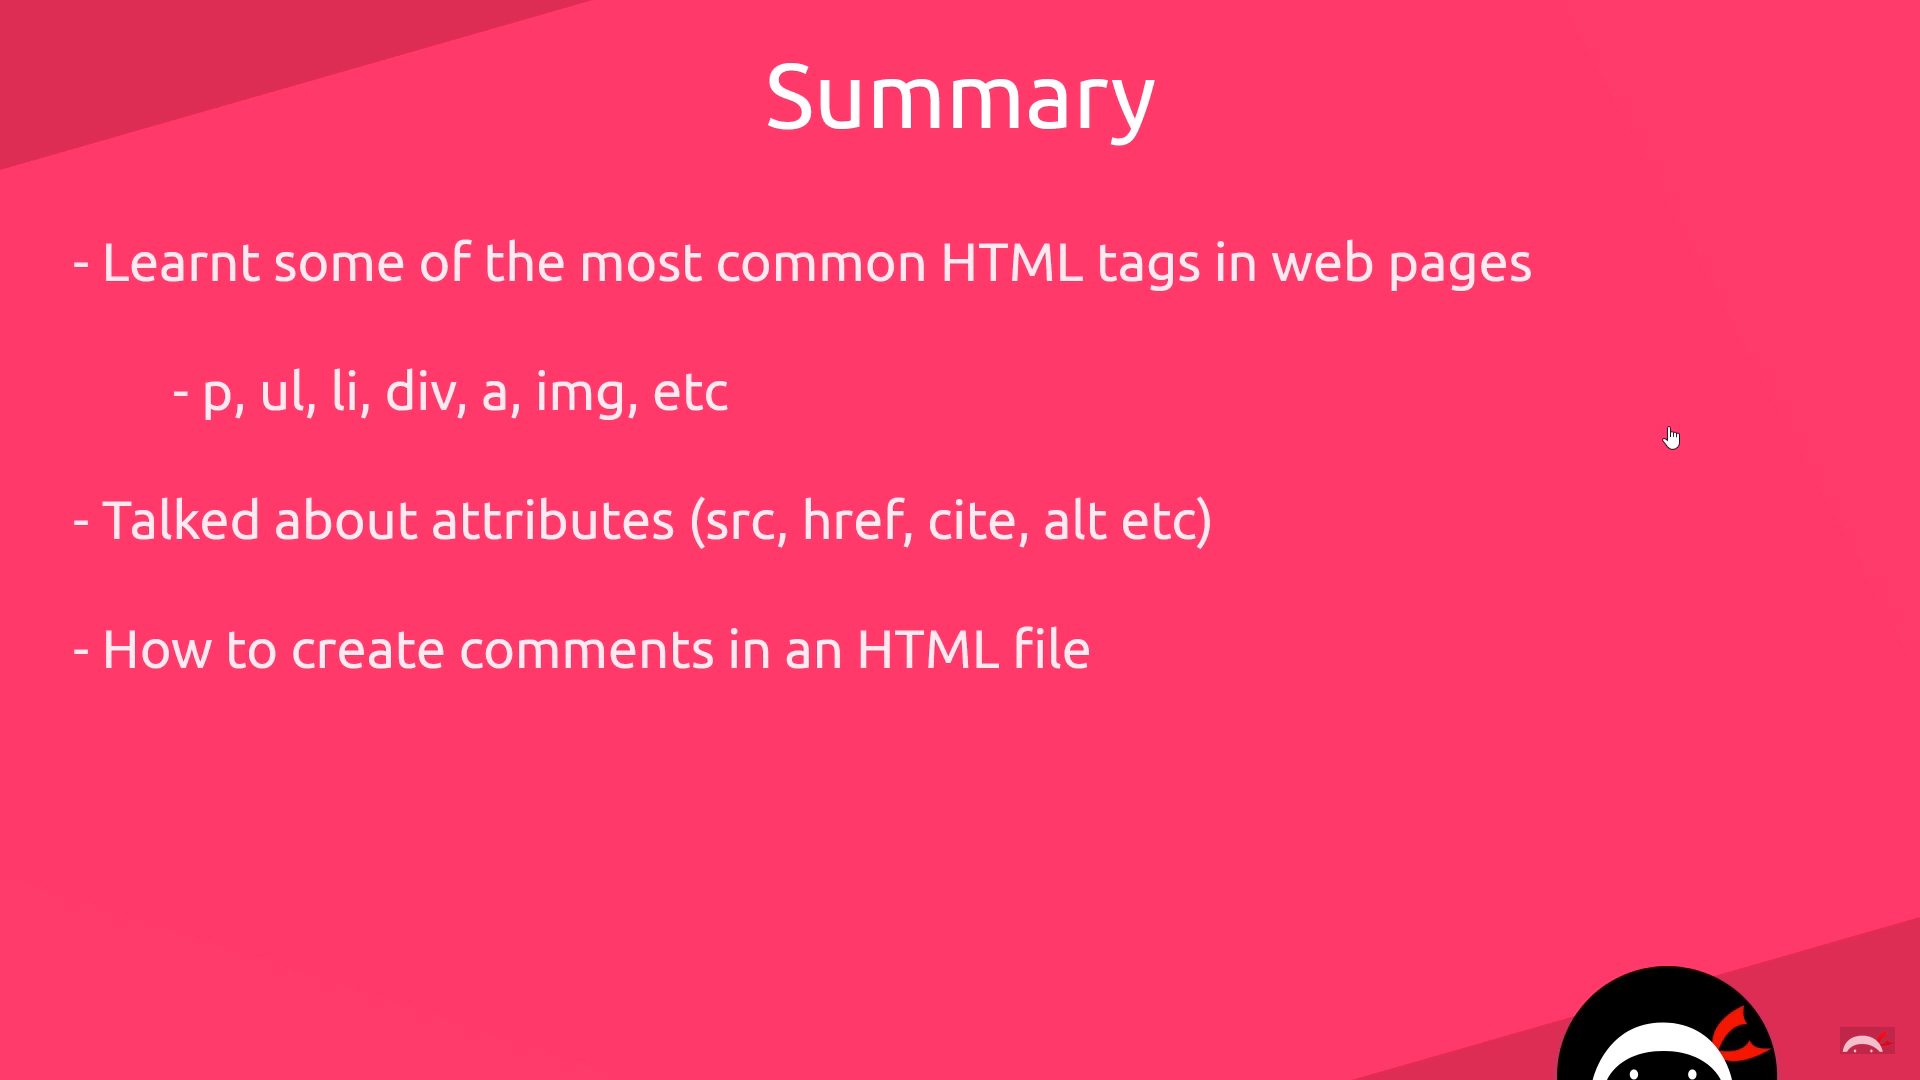 Summary
- Learnt some of the most common HTML tags in web pages
- p, ul, li, div, a, img, etc
- Talked about attributes (src, href, cite, alt etc)
- How to create comments in an HTML file